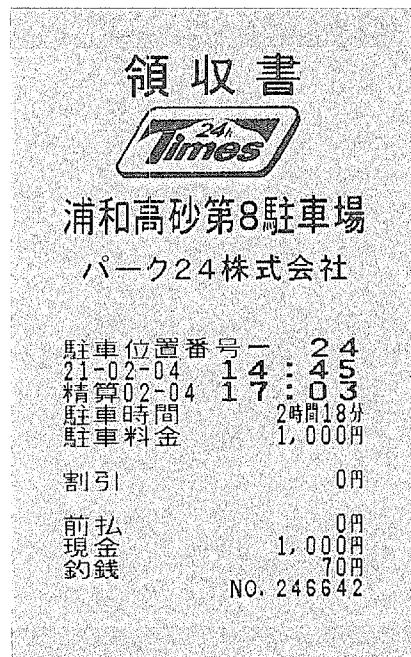 領収書
24h
Times
浦和高砂第8駐車場
パーク24株式会社
駐車位置番号ー 24
21-02-04 14:45
精算02-04 17:03
駐車時間 2時間18分
駐車料金 1,000円
割引 0円
前払 0円
現金 1,000円
釣銭 70円
NO. 246642